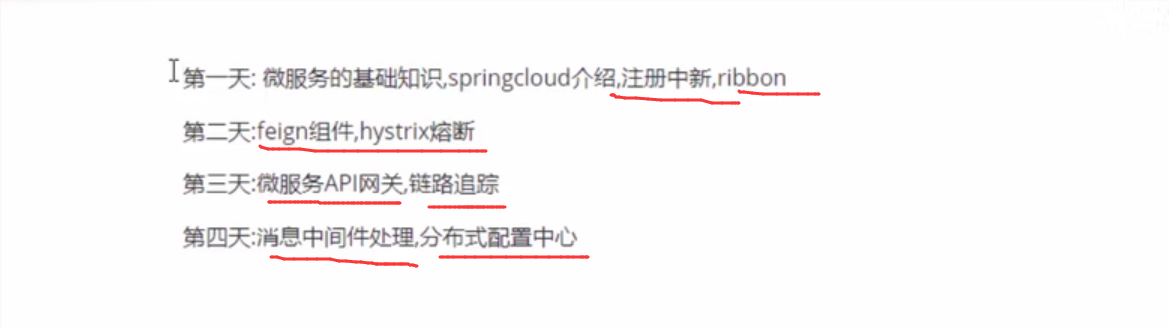 第一天: 微服务的基础知识,springcloud介绍,注册中新,ribbon
第二天:feign组件,hystrix熔断
第三天:微服务API网关,链路追踪
第四天:消息中间件处理,分布式配置中心